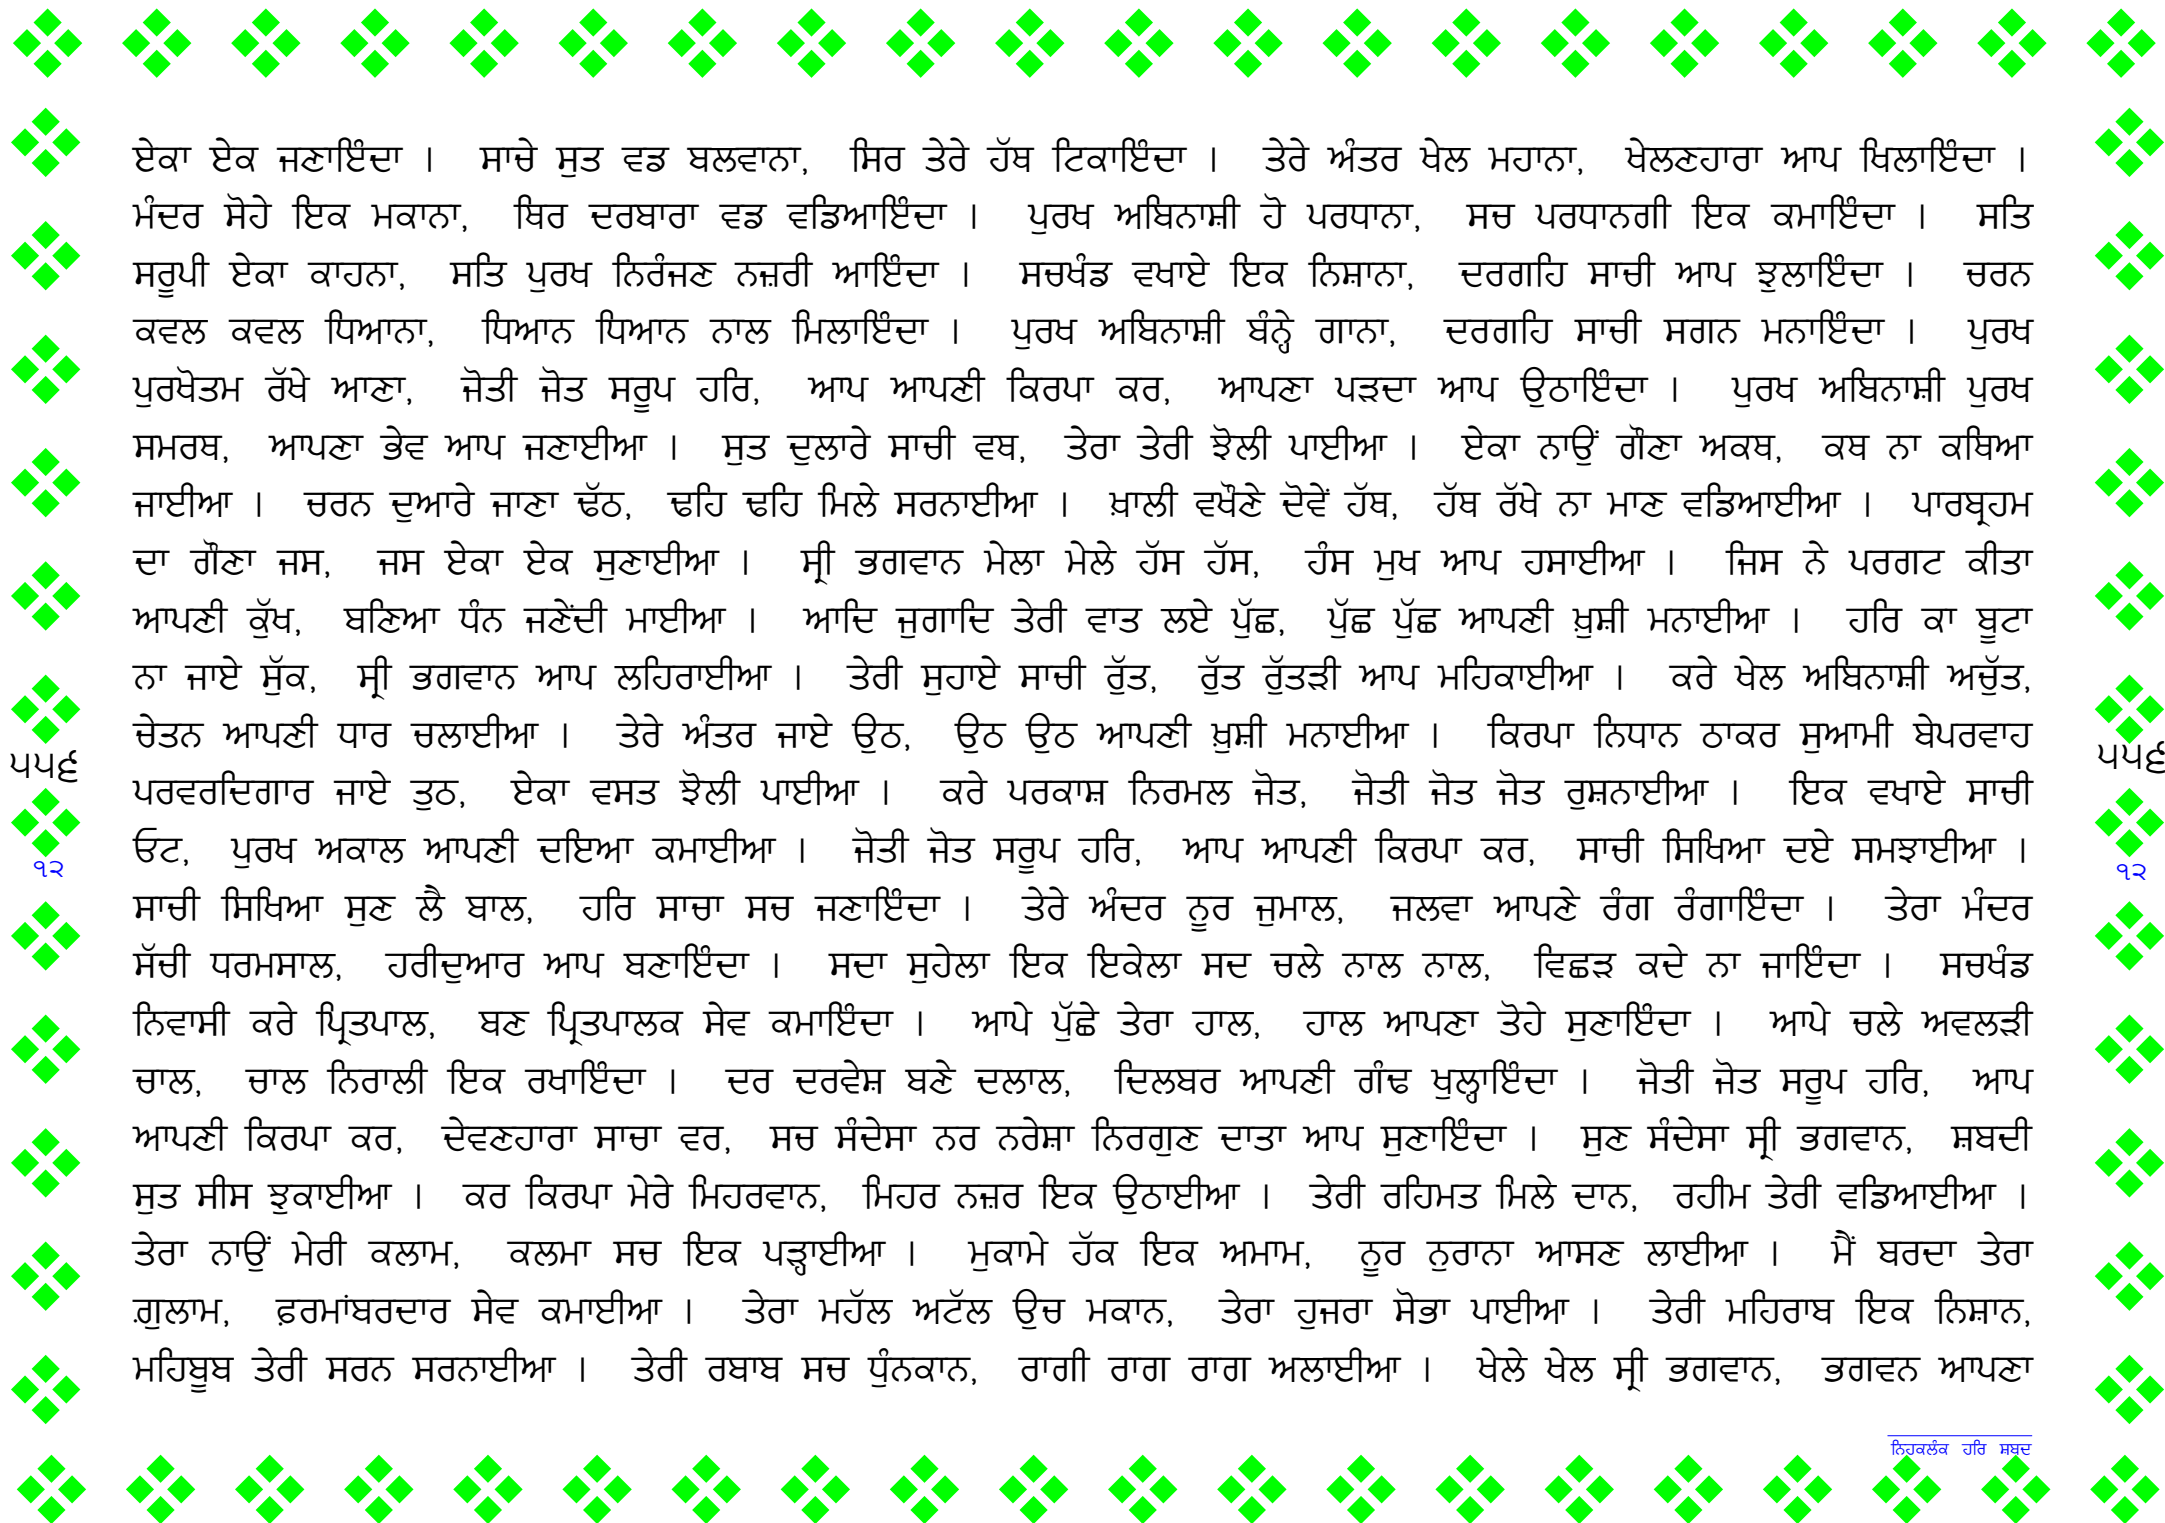 ਏਕਾ ਏਕ ਜਣਾਇੰਦਾ । ਸਾਚੇ ਸੁਤ ਵਡ ਬਲਵਾਨਾ, ਸਿਰ ਤੇਰੇ ਹੱਥ ਟਿਕਾਇੰਦਾ । ਤੇਰੇ ਅੰਤਰ ਖੇਲ ਮਹਾਨਾ, ਖੇਲਣਹਾਰਾ ਆਪ ਖਿਲਾਇੰਦਾ ।
ਮੰਦਰ ਸੋਹੇ ਇਕ ਮਕਾਨਾ, ਥਿਰ ਦਰਬਾਰਾ ਵਡ ਵਡਿਆਇੰਦਾ । ਪੁਰਖ ਅਬਿਨਾਸ਼ੀ ਹੋ ਪਰਧਾਨਾ, ਸਚ ਪਰਧਾਨਗੀ ਇਕ ਕਮਾਇੰਦਾ । ਸਤਿ
ਸਰੂਪੀ ਏਕਾ ਕਾਹਨਾ, ਸਤਿ ਪੁਰਖ ਨਿਰੰਜਣ ਨਜ਼ਰੀ ਆਇੰਦਾ । ਸਚਖੰਡ ਵਖਾਏ ਇਕ ਨਿਸ਼ਾਨਾ, ਦਰਗਹਿ ਸਾਚੀ ਆਪ ਝੁਲਾਇੰਦਾ । ਚਰਨ
ਕਵਲ ਕਵਲ ਧਿਆਨਾ, ਧਿਆਨ ਧਿਆਨ ਨਾਲ ਮਿਲਾਇੰਦਾ । ਪੁਰਖ ਅਬਿਨਾਸ਼ੀ ਬੰਨ੍ਹੇ ਗਾਨਾ, ਦਰਗਹਿ ਸਾਚੀ ਸਗਨ ਮਨਾਇੰਦਾ । ਪੁਰਖ
ਪੁਰਖੋਤਮ ਰੱਖੇ ਆਣਾ, ਜੋਤੀ ਜੋਤ ਸਰੂਪ ਹਰਿ, ਆਪ ਆਪਣੀ ਕਿਰਪਾ ਕਰ, ਆਪਣਾ ਪੜਦਾ ਆਪ ਉਠਾਇੰਦਾ । ਪੁਰਖ ਅਬਿਨਾਸ਼ੀ ਪੁਰਖ
ਸਮਰਥ, ਆਪਣਾ ਭੇਵ ਆਪ ਜਣਾਈਆ । ਸੁਤ ਦੁਲਾਰੇ ਸਾਚੀ ਵਥ, ਤੇਰਾ ਤੇਰੀ ਝੋਲੀ ਪਾਈਆ । ਏਕਾ ਨਾਉਂ ਗੌਣਾ ਅਕਥ, ਕਥ ਨਾ ਕਥਿਆ
ਜਾਈਆ । ਚਰਨ ਦੁਆਰੇ ਜਾਣਾ ਢੱਠ, ਢਹਿ ਢਹਿ ਮਿਲੇ ਸਰਨਾਈਆ । ਖ਼ਾਲੀ ਵਖੌਣੇ ਦੋਵੇਂ ਹੱਥ, ਹੱਥ ਰੱਖੇ ਨਾ ਮਾਣ ਵਡਿਆਈਆ । ਪਾਰਬ੍ਰਹਮ
ਦਾ ਗੌਣਾ ਜਸ, ਜਸ ਏਕਾ ਏਕ ਸੁਣਾਈਆ । ਸ੍ਰੀ ਭਗਵਾਨ ਮੇਲਾ ਮੇਲੇ ਹੱਸ ਹੱਸ, ਹੰਸ ਮੁਖ ਆਪ ਹਸਾਈਆ । ਜਿਸ ਨੇ ਪਰਗਟ ਕੀਤਾ
ਆਪਣੀ ਕੁੱਖ, ਬਣਿਆ ਧੰਨ ਜਣੇਂਦੀ ਮਾਈਆ । ਆਦਿ ਜੁਗਾਦਿ ਤੇਰੀ ਵਾਤ ਲਏ ਪੁੱਛ, ਪੁੱਛ ਪੁੱਛ ਆਪਣੀ ਖ਼ੁਸ਼ੀ ਮਨਾਈਆ । ਹਰਿ ਕਾ ਬੂਟਾ
ਨਾ ਜਾਏ ਸੁੱਕ, ਸ੍ਰੀ ਭਗਵਾਨ ਆਪ ਲਹਿਰਾਈਆ । ਤੇਰੀ ਸੁਹਾਏ ਸਾਚੀ ਰੁੱਤ, ਰੁੱਤ ਰੁੱਤੜੀ ਆਪ ਮਹਿਕਾਈਆ । ਕਰੇ ਖੇਲ ਅਬਿਨਾਸ਼ੀ ਅਚੁੱਤ,
ਚੇਤਨ ਆਪਣੀ ਧਾਰ ਚਲਾਈਆ । ਤੇਰੇ ਅੰਤਰ ਜਾਏ ਉਠ, ਉਠ ਉਠ ਆਪਣੀ ਖ਼ੁਸ਼ੀ ਮਨਾਈਆ । ਕਿਰਪਾ ਨਿਧਾਨ ਠਾਕਰ ਸੁਆਮੀ ਬੇਪਰਵਾਹ
੫੫੬ ੫੫੬
ਪਰਵਰਦਿਗਾਰ ਜਾਏ ਤੁਠ, ਏਕਾ ਵਸਤ ਝੋਲੀ ਪਾਈਆ । ਕਰੇ ਪਰਕਾਸ਼ ਨਿਰਮਲ ਜੋਤ, ਜੋਤੀ ਜੋਤ ਜੋਤ ਰੁਸ਼ਨਾਈਆ । ਇਕ ਵਖਾਏ ਸਾਚੀ
ਓਟ, ਪੁਰਖ ਅਕਾਲ ਆਪਣੀ ਦਇਆ ਕਮਾਈਆ । ਜੋਤੀ ਜੋਤ ਸਰੂਪ ਹਰਿ, ਆਪ ਆਪਣੀ ਕਿਰਪਾ ਕਰ, ਸਾਚੀ ਸਿਖਿਆ ਦਏ ਸਮਝਾਈਆ ।
੧੨ ੧੨
ਸਾਚੀ ਸਿਖਿਆ ਸੁਣ ਲੈ ਬਾਲ, ਹਰਿ ਸਾਚਾ ਸਚ ਜਣਾਇੰਦਾ । ਤੇਰੇ ਅੰਦਰ ਨੂਰ ਜੁਮਾਲ, ਜਲਵਾ ਆਪਣੇ ਰੰਗ ਰੰਗਾਇੰਦਾ । ਤੇਰਾ ਮੰਦਰ
ਸੱਚੀ ਧਰਮਸਾਲ, ਹਰੀਦੁਆਰ ਆਪ ਬਣਾਇੰਦਾ । ਸਦਾ ਸੁਹੇਲਾ ਇਕ ਇਕੇਲਾ ਸਦ ਚਲੇ ਨਾਲ ਨਾਲ, ਵਿਛੜ ਕਦੇ ਨਾ ਜਾਇੰਦਾ । ਸਚਖੰਡ
ਨਿਵਾਸੀ ਕਰੇ ਪ੍ਰਿਤਪਾਲ, ਬਣ ਪ੍ਰਿਤਪਾਲਕ ਸੇਵ ਕਮਾਇੰਦਾ । ਆਪੇ ਪੁੱਛੇ ਤੇਰਾ ਹਾਲ, ਹਾਲ ਆਪਣਾ ਤੋਹੇ ਸੁਣਾਇੰਦਾ । ਆਪੇ ਚਲੇ ਅਵਲੜੀ
ਚਾਲ, ਚਾਲ ਨਿਰਾਲੀ ਇਕ ਰਖਾਇੰਦਾ । ਦਰ ਦਰਵੇਸ਼ ਬਣੇ ਦਲਾਲ, ਦਿਲਬਰ ਆਪਣੀ ਗੰਢ ਖੁਲ੍ਹਾਇੰਦਾ । ਜੋਤੀ ਜੋਤ ਸਰੂਪ ਹਰਿ, ਆਪ
ਆਪਣੀ ਕਿਰਪਾ ਕਰ, ਦੇਵਣਹਾਰਾ ਸਾਚਾ ਵਰ, ਸਚ ਸੰਦੇਸਾ ਨਰ ਨਰੇਸ਼ਾ ਨਿਰਗੁਣ ਦਾਤਾ ਆਪ ਸੁਣਾਇੰਦਾ । ਸੁਣ ਸੰਦੇਸਾ ਸ੍ਰੀ ਭਗਵਾਨ, ਸ਼ਬਦੀ
ਸੁਤ ਸੀਸ ਝੁਕਾਈਆ । ਕਰ ਕਿਰਪਾ ਮੇਰੇ ਮਿਹਰਵਾਨ, ਮਿਹਰ ਨਜ਼ਰ ਇਕ ਉਠਾਈਆ । ਤੇਰੀ ਰਹਿਮਤ ਮਿਲੇ ਦਾਨ, ਰਹੀਮ ਤੇਰੀ ਵਡਿਆਈਆ ।
ਤੇਰਾ ਨਾਉਂ ਮੇਰੀ ਕਲਾਮ, ਕਲਮਾ ਸਚ ਇਕ ਪੜ੍ਹਾਈਆ । ਮੁਕਾਮੇ ਹੱਕ ਇਕ ਅਮਾਮ, ਨੂਰ ਨੁਰਾਨਾ ਆਸਣ ਲਾਈਆ । ਮੈਂ ਬਰਦਾ ਤੇਰਾ
ਗ਼ੁਲਾਮ, ਫ਼ਰਮਾਂਬਰਦਾਰ ਸੇਵ ਕਮਾਈਆ । ਤੇਰਾ ਮਹੱਲ ਅਟੱਲ ਉਚ ਮਕਾਨ, ਤੇਰਾ ਹੁਜਰਾ ਸੋਭਾ ਪਾਈਆ । ਤੇਰੀ ਮਹਿਰਾਬ ਇਕ ਨਿਸ਼ਾਨ,
ਮਹਿਬੂਬ ਤੇਰੀ ਸਰਨ ਸਰਨਾਈਆ । ਤੇਰੀ ਰਬਾਬ ਸਚ ਧੁੰਨਕਾਨ, ਰਾਗੀ ਰਾਗ ਰਾਗ ਅਲਾਈਆ । ਖੇਲੇ ਖੇਲ ਸ੍ਰੀ ਭਗਵਾਨ, ਭਗਵਨ ਆਪਣਾ
ਨਿਹਕਲੰਕ ਹਰਿ ਸ਼ਬਦ